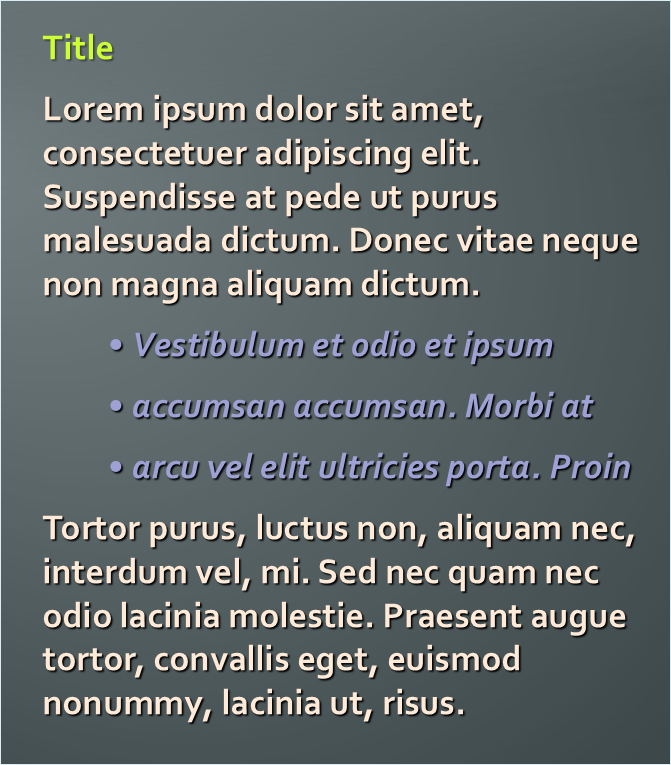 Title
Lorem ipsum dolor sit amet,
consectetuer adipiscing elit.
Suspendisse at pede ut purus
malesuada dictum. Donec vitae neque
non magna aliquam dictum.
• Vestibulum et odio et ipsum
• accumsan accumsan. Morbi at
• arcu vel elit ultricies porta. Proin
Tortor purus, luctus non, aliquam nec,
interdum vel, mi. Sed nec quam nec
odio lacinia molestie. Praesent augue
tortor, convallis eget, euismod
nonummy, lacinia ut, risus.